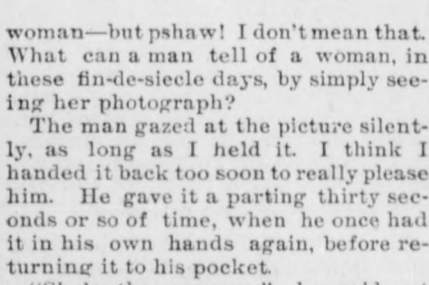 woman—but pshaw! I don't mean that.
What can a man tell of a woman, in
these fin-de-siecle days, by simply see-
ing her photograph?
The man gazed at the picture silent-
ly, as long as I held it. I think I
handed it back too soon to really please
him. He gave it a parting thirty sec-
onds or so of time, when he once had
it in his own hands again, before re-
turning it to his pocket.